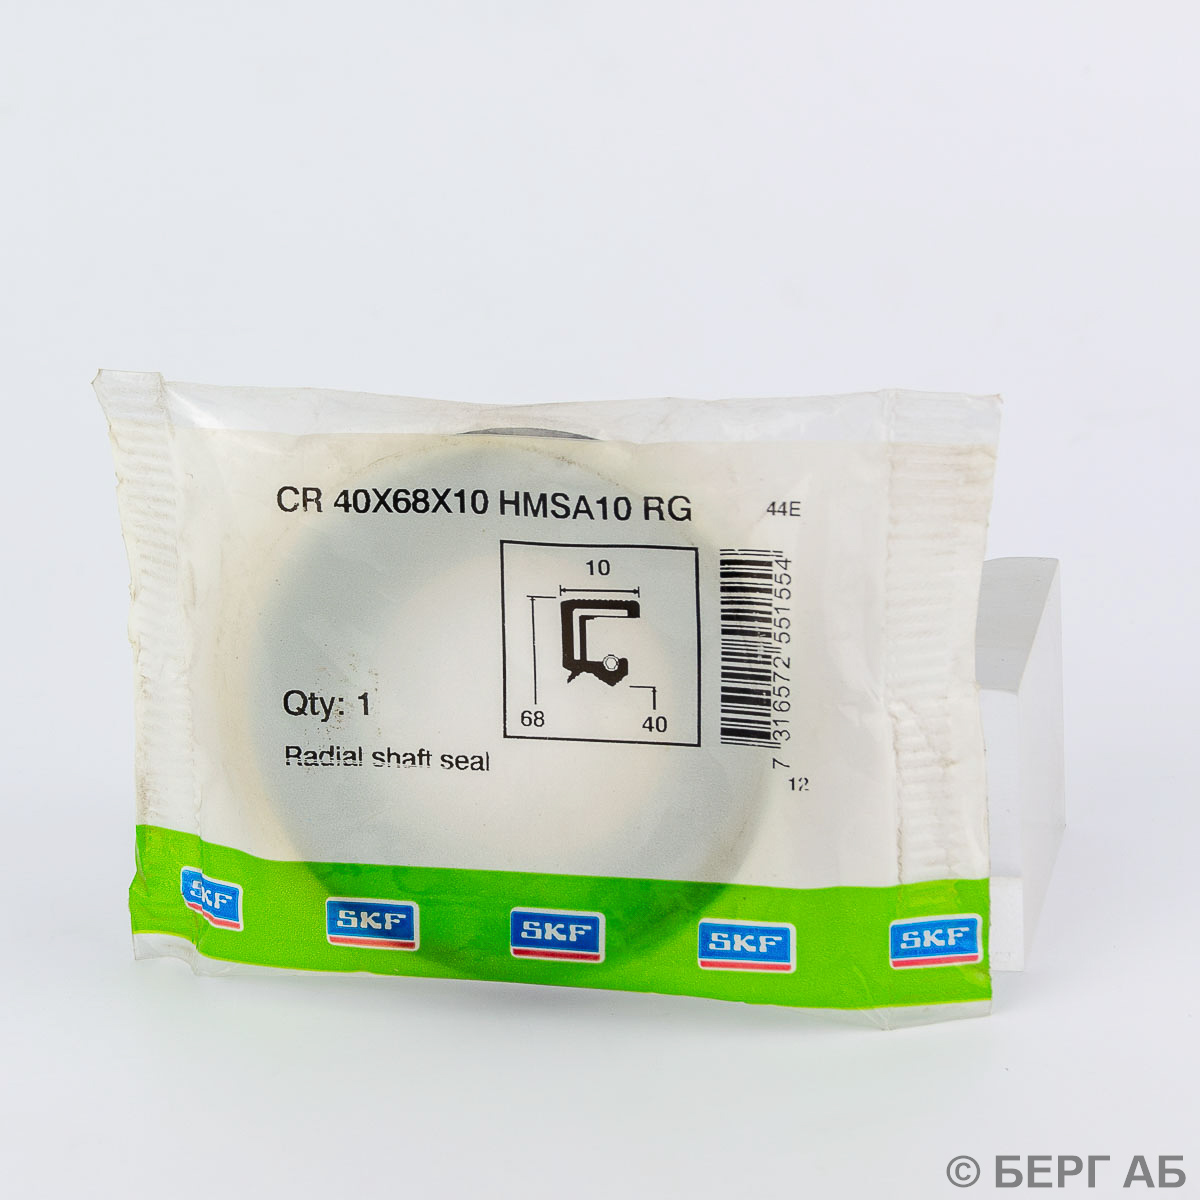 CR 40X68X10 HMSA10 RG
44E
10
68
40
7 316572 551554
12
Qty: 1
Radial shaft seal
SKF
SKF
SKF
SKF
SKF
© БЕРГ АБ